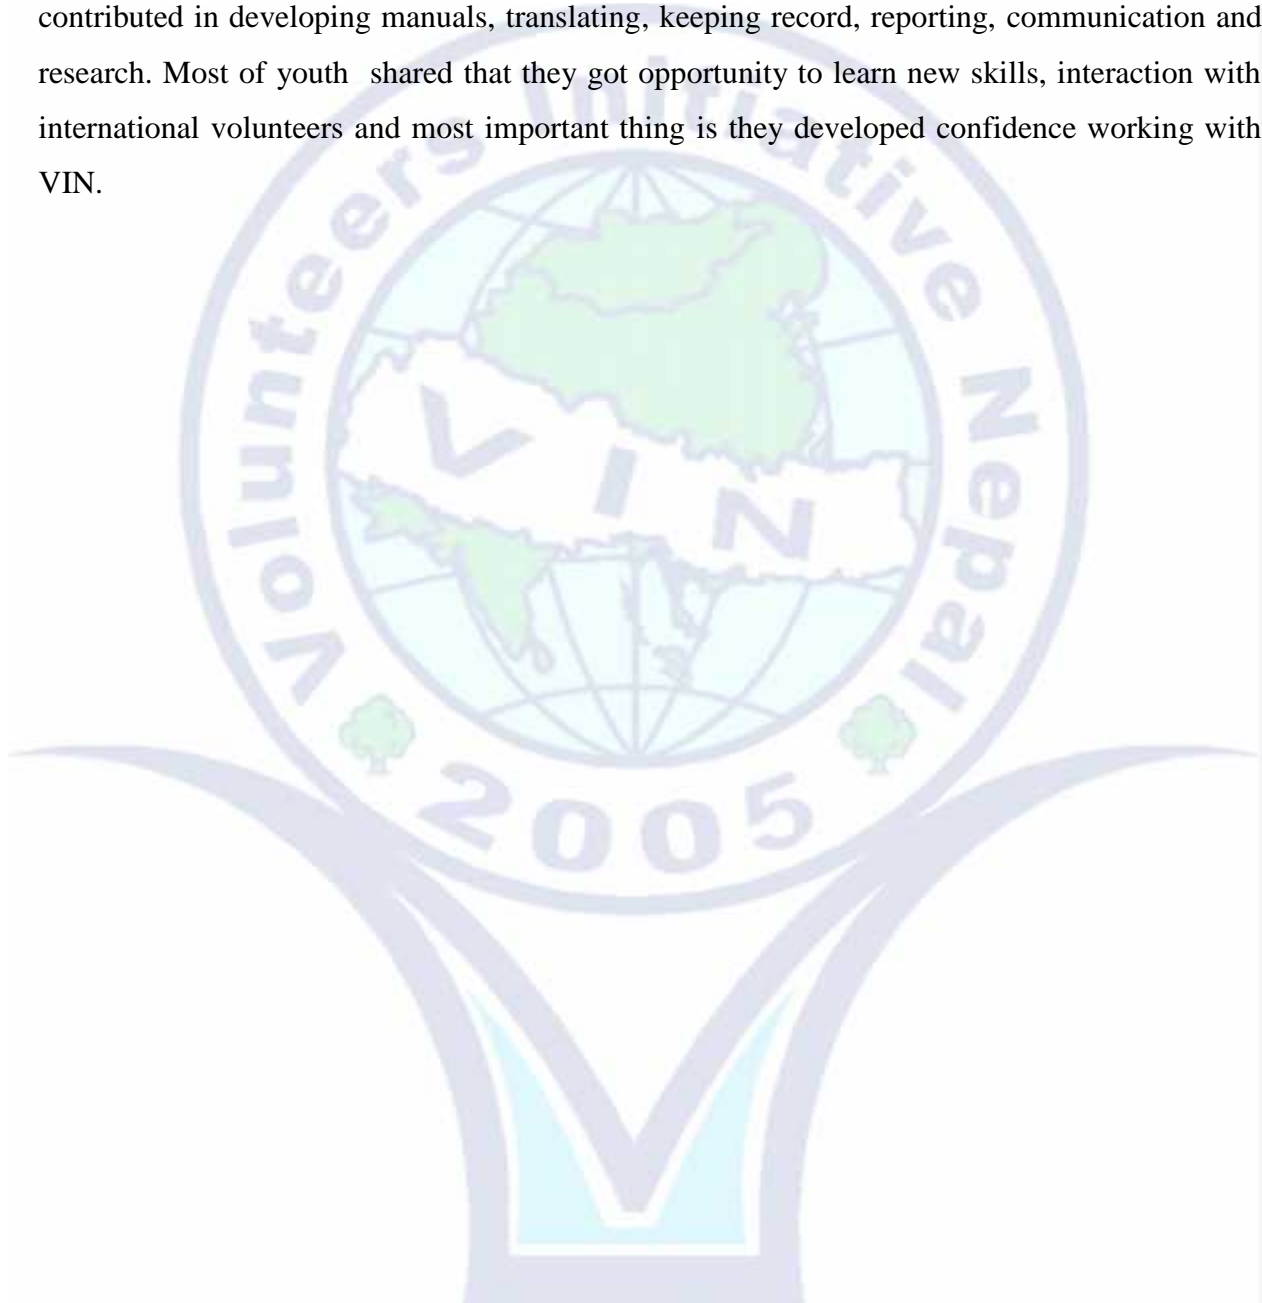 contributed in developing manuals, translating, keeping record, reporting, communication and
research. Most of youth shared that they got opportunity to learn new skills, interaction with
international volunteers and most important thing is they developed confidence working with
VIN.
Volunteers Initiative Nepal
VIN
2005